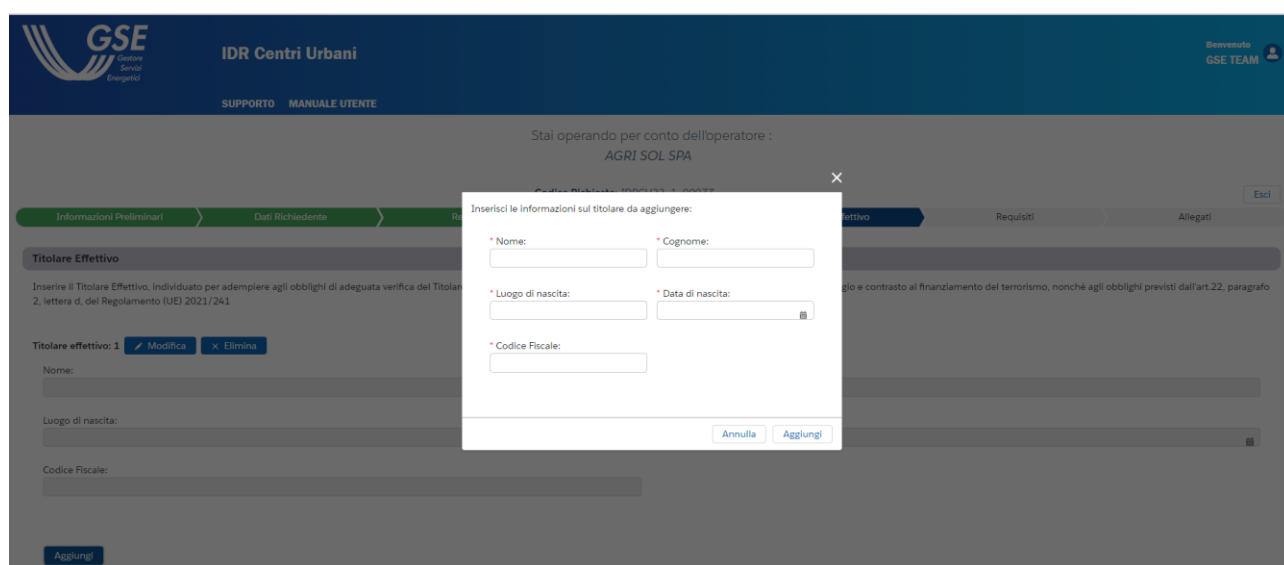 GSE
Gestore
Servizi
Energetici
IDR Centri Urbani
Benvenuto
GSE TEAM
SUPPORTO MANUALE UTENTE
Stai operando per conto dell'operatore :
AGRI SOL SPA
Esci
Inserisci le informazioni sul titolare da aggiungere:
Informazioni Preliminari Dati Richiedente Requisiti Allegati
* Nome: * Cognome:
Titolare Effettivo
Inserire il Titolare Effettivo, individuato per adempiere agli obblighi di adeguata verifica del e contrasto al finanziamento del terrorismo, nonché agli obblighi previsti dall'art.22, paragrafo
2, lettera d, del Regolamento (UE) 2021/241
* Luogo di nascita: * Data di nascita:
Titolare effettivo: 1 Modifica × Elimina
* Codice Fiscale:
Nome:
Luogo di nascita:
Annulla Aggiungi
Codice Fiscale:
Aggiungi